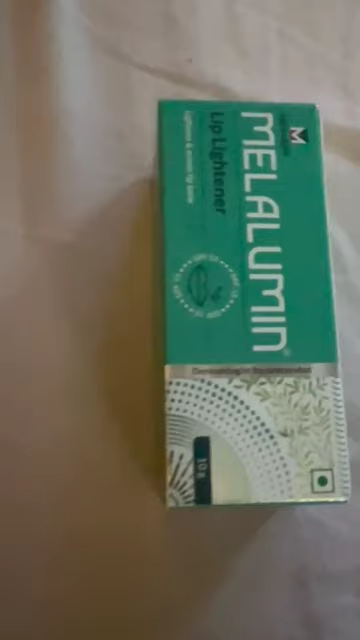 MELALUMIN®
Lip Lightener
Lightens & evens lip tone
Dermatologist Recommended
10 g